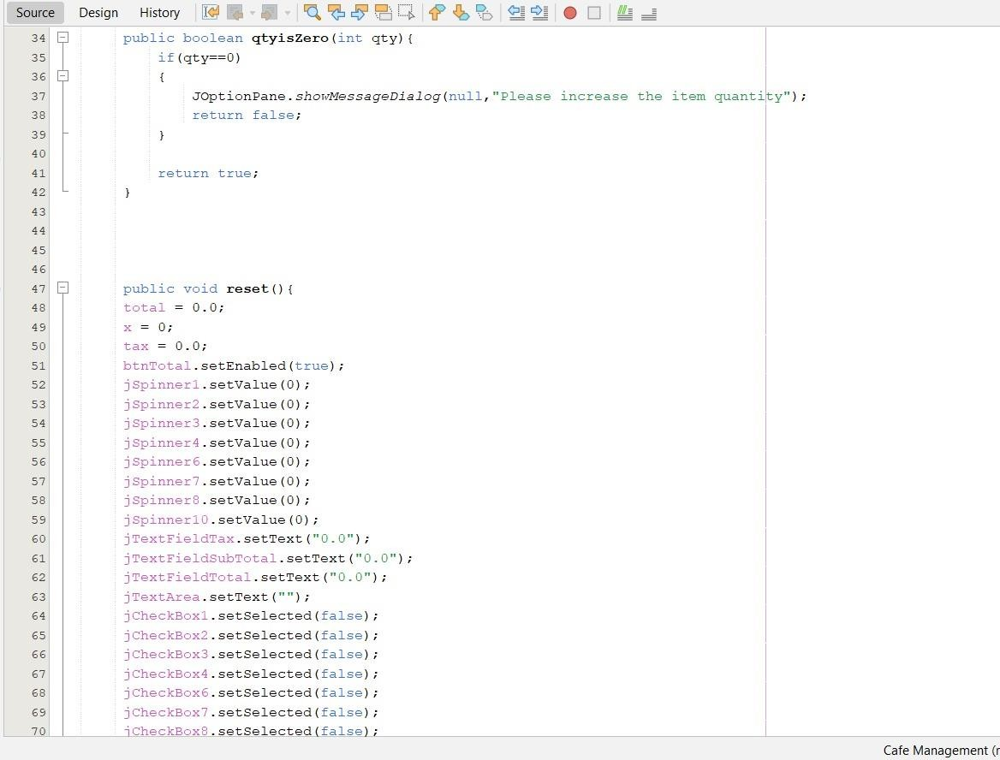 Source Design History
34 public boolean qtyisZero(int qty){
35 if(qty==0)
36 {
37 JOptionPane.showMessageDialog(null,"Please increase the item quantity");
38 return false;
39 }
40
41 return true;
42 }
43
44
45
46
47 public void reset(){
48 total = 0.0;
49 x = 0;
50 tax = 0.0;
51 btnTotal.setEnabled(true);
52 jSpinner1.setValue(0);
53 jSpinner2.setValue(0);
54 jSpinner3.setValue(0);
55 jSpinner4.setValue(0);
56 jSpinner6.setValue(0);
57 jSpinner7.setValue(0);
58 jSpinner8.setValue(0);
59 jSpinner10.setValue(0);
60 jTextFieldTax.setText("0.0");
61 jTextFieldSubTotal.setText("0.0");
62 jTextFieldTotal.setText("0.0");
63 jTextArea.setText("");
64 jCheckBox1.setSelected(false);
65 jCheckBox2.setSelected(false);
66 jCheckBox3.setSelected(false);
67 jCheckBox4.setSelected(false);
68 jCheckBox6.setSelected(false);
69 jCheckBox7.setSelected(false);
70 jCheckBox8.setSelected(false);
Cafe Management (r